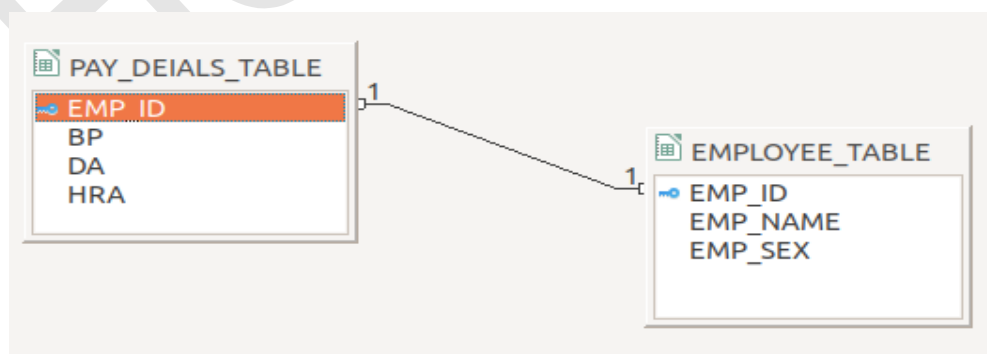 PAY_DEIALS_TABLE
EMP_ID
BP
DA
HRA
1
1
EMPLOYEE_TABLE
EMP_ID
EMP_NAME
EMP_SEX